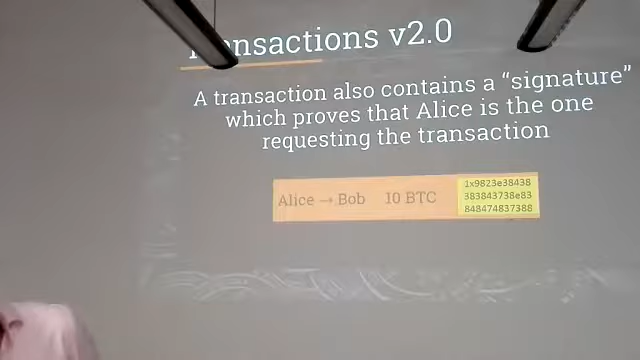 Transactions v2.0
A transaction also contains a “signature”
which proves that Alice is the one
requesting the transaction
Alice → Bob 10 BTC
1x9823e38438
383843738e83
848474837388